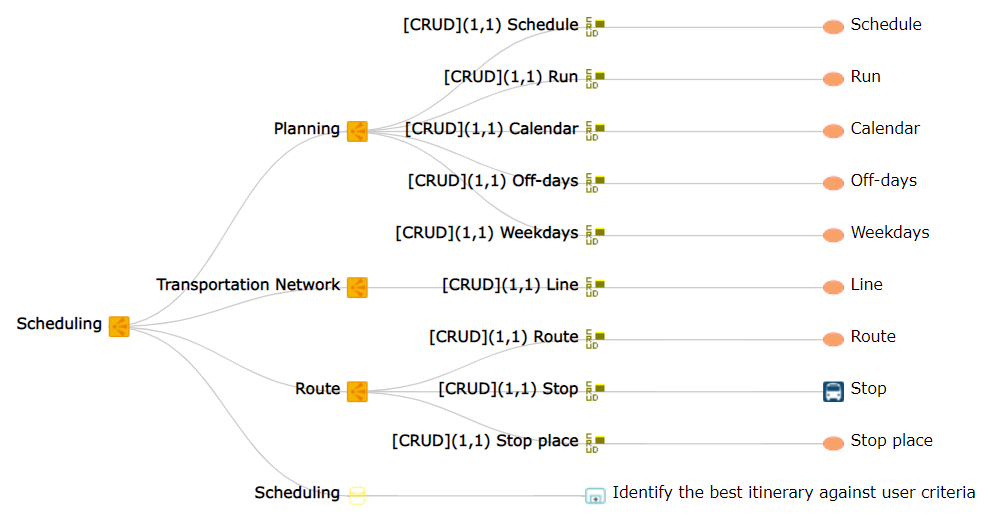 [CRUD](1,1) Schedule Schedule
[CRUD](1,1) Run Run
Planning [CRUD](1,1) Calendar Calendar
[CRUD](1,1) Off-days Off-days
[CRUD](1,1) Weekdays Weekdays
Transportation Network [CRUD](1,1) Line Line
Scheduling
[CRUD](1,1) Route Route
Route [CRUD](1,1) Stop Stop
[CRUD](1,1) Stop place Stop place
Scheduling Identify the best itinerary against user criteria